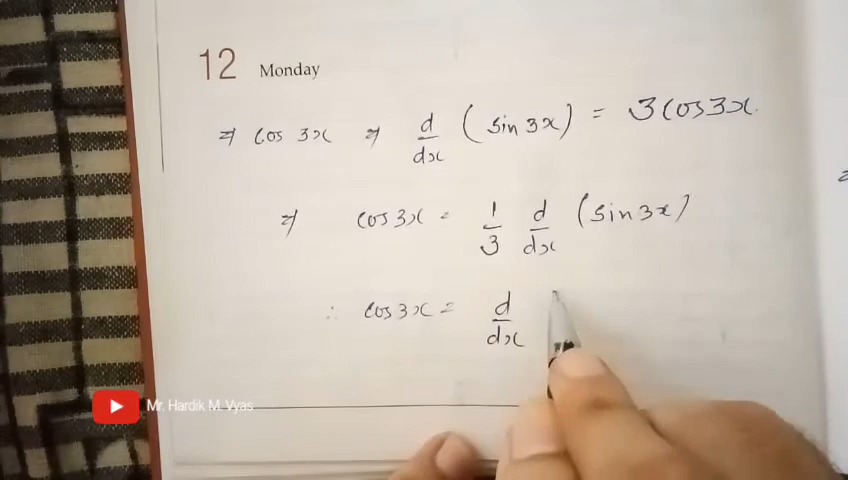 12 Monday
⇒ cos 3x ⇒ d/dx (sin 3x) = 3 cos 3x.
⇒ cos 3x = 1/3 d/dx (sin 3x)
∴ cos 3x = d/dx
Mr. Hardik M. Vyas